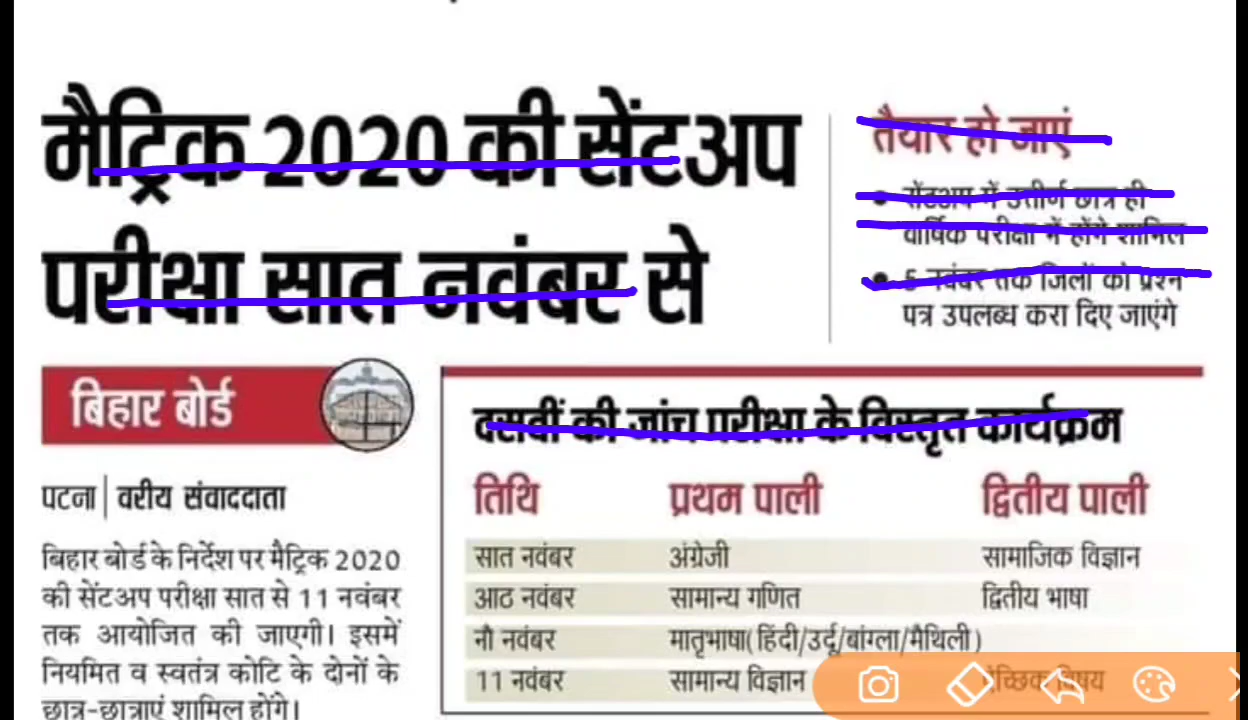 मैट्रिक 2020 की सेंटअप
परीक्षा सात नवंबर से
तैयार हो जाएं
• सेंटअप में उत्तीर्ण छात्र ही
वार्षिक परीक्षा में होंगे शामिल
• 5 नवंबर तक जिलों को प्रश्न
पत्र उपलब्ध करा दिए जाएंगे
बिहार बोर्ड
पटना | वरीय संवाददाता
बिहार बोर्ड के निर्देश पर मैट्रिक 2020
की सेंटअप परीक्षा सात से 11 नवंबर
तक आयोजित की जाएगी। इसमें
नियमित व स्वतंत्र कोटि के दोनों के
छात्र-छात्राएं शामिल होंगे।
दसवीं की जांच परीक्षा के विस्तृत कार्यक्रम
तिथि प्रथम पाली द्वितीय पाली
सात नवंबर अंग्रेजी सामाजिक विज्ञान
आठ नवंबर सामान्य गणित द्वितीय भाषा
नौ नवंबर मातृभाषा(हिंदी/उर्दू/बांग्ला/मैथिली)
11 नवंबर सामान्य विज्ञान ऐच्छिक विषय